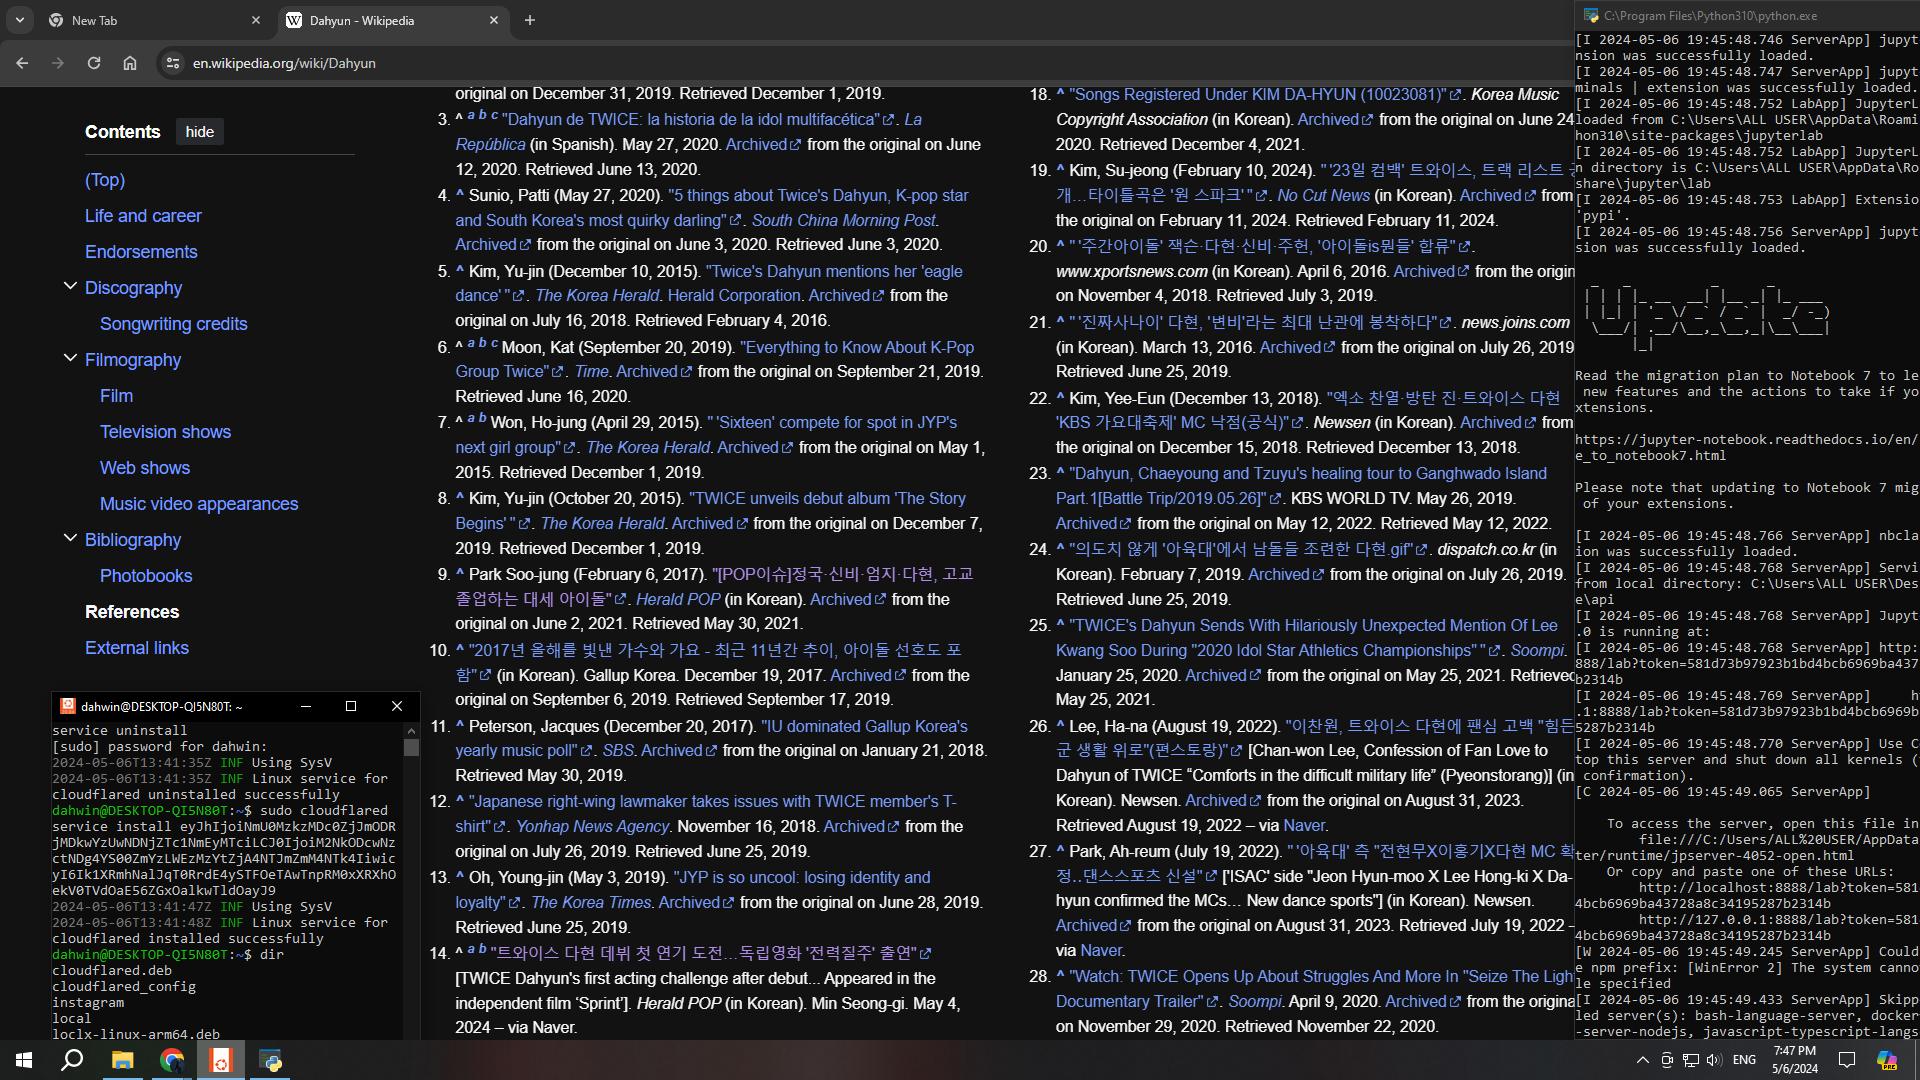 New Tab
Dahyun - Wikipedia
en.wikipedia.org/wiki/Dahyun
Contents
hide
(Top)
Life and career
Endorsements
Discography
Songwriting credits
Filmography
Film
Television shows
Web shows
Music video appearances
Bibliography
Photobooks
References
External links
original on December 31, 2019. Retrieved December 1, 2019.
3. ^ a b c "Dahyun de TWICE: la historia de la idol multifacética". La
República (in Spanish). May 27, 2020. Archived from the original on June
12, 2020. Retrieved June 13, 2020.
4. ^ Sunio, Patti (May 27, 2020). "5 things about Twice's Dahyun, K-pop star
and South Korea's most quirky darling". South China Morning Post.
Archived from the original on June 3, 2020. Retrieved June 3, 2020.
5. ^ Kim, Yu-jin (December 10, 2015). "Twice's Dahyun mentions her 'eagle
dance' ". The Korea Herald. Herald Corporation. Archived from the
original on July 16, 2018. Retrieved February 4, 2016.
6. ^ a b c Moon, Kat (September 20, 2019). "Everything to Know About K-Pop
Group Twice". Time. Archived from the original on September 21, 2019.
Retrieved June 16, 2020.
7. ^ a b Won, Ho-jung (April 29, 2015). " 'Sixteen' compete for spot in JYP's
next girl group". The Korea Herald. Archived from the original on May 1,
2015. Retrieved December 1, 2019.
8. ^ Kim, Yu-jin (October 20, 2015). "TWICE unveils debut album 'The Story
Begins' ". The Korea Herald. Archived from the original on December 7,
2019. Retrieved December 1, 2019.
9. ^ Park Soo-jung (February 6, 2017). "[POP이슈]정국·신비·엄지·다현, 고교
졸업하는 대세 아이돌". Herald POP (in Korean). Archived from the
original on June 2, 2021. Retrieved May 30, 2021.
10. ^ "2017년 올해를 빛낸 가수와 가요 - 최근 11년간 추이, 아이돌 선호도 포
함" (in Korean). Gallup Korea. December 19, 2017. Archived from the
original on September 6, 2019. Retrieved September 17, 2019.
11. ^ Peterson, Jacques (December 20, 2017). "IU dominated Gallup Korea's
yearly music poll". SBS. Archived from the original on January 21, 2018.
Retrieved May 30, 2019.
12. ^ "Japanese right-wing lawmaker takes issues with TWICE member's T-
shirt". Yonhap News Agency. November 16, 2018. Archived from the
original on July 26, 2019. Retrieved June 25, 2019.
13. ^ Oh, Young-jin (May 3, 2019). "JYP is so uncool: losing identity and
loyalty". The Korea Times. Archived from the original on June 28, 2019.
Retrieved June 25, 2019.
14. ^ a b "트와이스 다현 데뷔 첫 연기 도전…독립영화 '전력질주' 출연"
[TWICE Dahyun's first acting challenge after debut... Appeared in the
independent film ‘Sprint’]. Herald POP (in Korean). Min Seong-gi. May 4,
2024 – via Naver.
18. ^ "Songs Registered Under KIM DA-HYUN (10023081)". Korea Music
Copyright Association (in Korean). Archived from the original on June 24
2020. Retrieved December 4, 2021.
19. ^ Kim, Su-jeong (February 10, 2024). " '23일 컴백' 트와이스, 트랙 리스트
개…타이틀곡은 '원 스파크' ". No Cut News (in Korean). Archived from
the original on February 11, 2024. Retrieved February 11, 2024.
20. ^ " '주간아이돌' 잭슨·다현·신비·주헌, '아이돌is뭔들' 합류".
www.xportsnews.com (in Korean). April 6, 2016. Archived from the origin
on November 4, 2018. Retrieved July 3, 2019.
21. ^ " '진짜사나이' 다현, '변비'라는 최대 난관에 봉착하다". news.joins.com
(in Korean). March 13, 2016. Archived from the original on July 26, 2019
Retrieved June 25, 2019.
22. ^ Kim, Yee-Eun (December 13, 2018). "엑소 찬열·방탄 진·트와이스 다현
'KBS 가요대축제' MC 낙점(공식)". Newsen (in Korean). Archived from
the original on December 15, 2018. Retrieved December 13, 2018.
23. ^ "Dahyun, Chaeyoung and Tzuyu's healing tour to Ganghwado Island
Part.1[Battle Trip/2019.05.26]". KBS WORLD TV. May 26, 2019.
Archived from the original on May 12, 2022. Retrieved May 12, 2022.
24. ^ "의도치 않게 '아육대'에서 남돌들 조련한 다현.gif". dispatch.co.kr (in
Korean). February 7, 2019. Archived from the original on July 26, 2019.
Retrieved June 25, 2019.
25. ^ "TWICE's Dahyun Sends With Hilariously Unexpected Mention Of Lee
Kwang Soo During "2020 Idol Star Athletics Championships" ". Soompi.
January 25, 2020. Archived from the original on May 25, 2021. Retrieved
May 25, 2021.
26. ^ Lee, Ha-na (August 19, 2022). "이찬원, 트와이스 다현에 팬심 고백 "힘든
군 생활 위로"(편스토랑)" [Chan-won Lee, Confession of Fan Love to
Dahyun of TWICE “Comforts in the difficult military life” (Pyeonstorang)] (in
Korean). Newsen. Archived from the original on August 31, 2023.
Retrieved August 19, 2022 – via Naver.
27. ^ Park, Ah-reum (July 19, 2022). " '아육대' 측 "전현무X이홍기X다현 MC 확
정‥댄스스포츠 신설" ['ISAC' side "Jeon Hyun-moo X Lee Hong-ki X Da-
hyun confirmed the MCs… New dance sports"] (in Korean). Newsen.
Archived from the original on August 31, 2023. Retrieved July 19, 2022 –
via Naver.
28. ^ "Watch: TWICE Opens Up About Struggles And More In "Seize The Ligh
Documentary Trailer". Soompi. April 9, 2020. Archived from the origina
on November 29, 2020. Retrieved November 22, 2020.
dahwin@DESKTOP-QI5N80T: ~
service uninstall
[sudo] password for dahwin:
2024-05-06T13:41:35Z INF Using SysV
2024-05-06T13:41:35Z INF Linux service for
cloudflared uninstalled successfully
dahwin@DESKTOP-QI5N80T:~$ sudo cloudflared
service install eyJhIjoiNmU0MzkzMDc0ZjJmODR
jMDkwYzUwNDNjZTc1NmEyMTciLCJ0IjoiM2NkODcwNz
ctNDg4YS00ZmYzLWEzMzYtZjA4NTJmZmM4NTk4Iiwic
yI6Ik1XRmhNalJqT0RrdE4ySTFOeTAwTnpRM0xXRXhO
ekV0TVdOaE56ZGxOalkwTldOayJ9
2024-05-06T13:41:47Z INF Using SysV
2024-05-06T13:41:48Z INF Linux service for
cloudflared installed successfully
dahwin@DESKTOP-QI5N80T:~$ dir
cloudflared.deb
cloudflared_config
instagram
local
loclx-linux-arm64.deb
C:\Program Files\Python310\python.exe
[I 2024-05-06 19:45:48.746 ServerApp] jupyte
nsion was successfully loaded.
[I 2024-05-06 19:45:48.747 ServerApp] jupyt
minals | extension was successfully loaded.
[I 2024-05-06 19:45:48.752 LabApp] JupyterL
loaded from C:\Users\ALL USER\AppData\Roami
hon310\site-packages\jupyterlab
[I 2024-05-06 19:45:48.752 LabApp] JupyterL
n directory is C:\Users\ALL USER\AppData\Ro
share\jupyter\lab
[I 2024-05-06 19:45:48.753 LabApp] Extensio
'pypi'.
[I 2024-05-06 19:45:48.756 ServerApp] jupyt
sion was successfully loaded.
Update
Read the migration plan to Notebook 7 to le
new features and the actions to take if yo
xtensions.
https://jupyter-notebook.readthedocs.io/en/
e_to_notebook7.html
Please note that updating to Notebook 7 mig
of your extensions.
[I 2024-05-06 19:45:48.766 ServerApp] nbcla
ion was successfully loaded.
[I 2024-05-06 19:45:48.768 ServerApp] Servi
from local directory: C:\Users\ALL USER\Des
e\api
[I 2024-05-06 19:45:48.768 ServerApp] Jupyt
.0 is running at:
[I 2024-05-06 19:45:48.768 ServerApp] http:
888/lab?token=581d73b97923b1bd4bcb6969ba437
b2314b
[I 2024-05-06 19:45:48.769 ServerApp] h
.1:8888/lab?token=581d73b97923b1bd4bcb6969b
5287b2314b
[I 2024-05-06 19:45:48.770 ServerApp] Use C
top this server and shut down all kernels (
confirmation).
[C 2024-05-06 19:45:49.065 ServerApp]
To access the server, open this file in
file:///C:/Users/ALL%20USER/AppData
ter/runtime/jpserver-4052-open.html
Or copy and paste one of these URLs:
http://localhost:8888/lab?token=581
4bcb6969ba43728a8c34195287b2314b
http://127.0.0.1:8888/lab?token=581
4bcb6969ba43728a8c34195287b2314b
[W 2024-05-06 19:45:49.245 ServerApp] Could
e npm prefix: [WinError 2] The system canno
le specified
[I 2024-05-06 19:45:49.433 ServerApp] Skipp
led server(s): bash-language-server, docker
-server-nodejs, javascript-typescript-langs
ENG
7:47 PM
5/6/2024
PRE